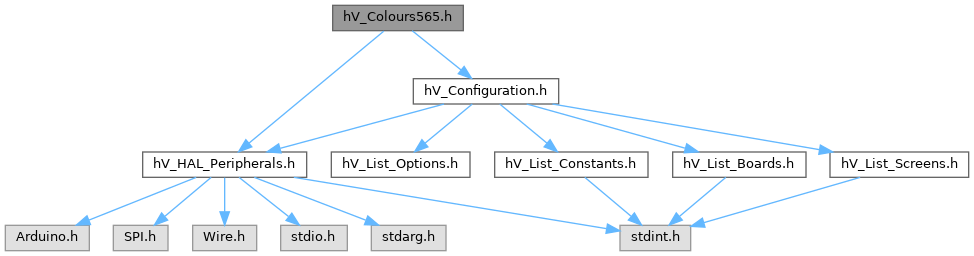 hV_Colours565.h
hV_Configuration.h
hV_HAL_Peripherals.h
hV_List_Options.h
hV_List_Constants.h
hV_List_Boards.h
hV_List_Screens.h
Arduino.h
SPI.h
Wire.h
stdio.h
stdarg.h
stdint.h